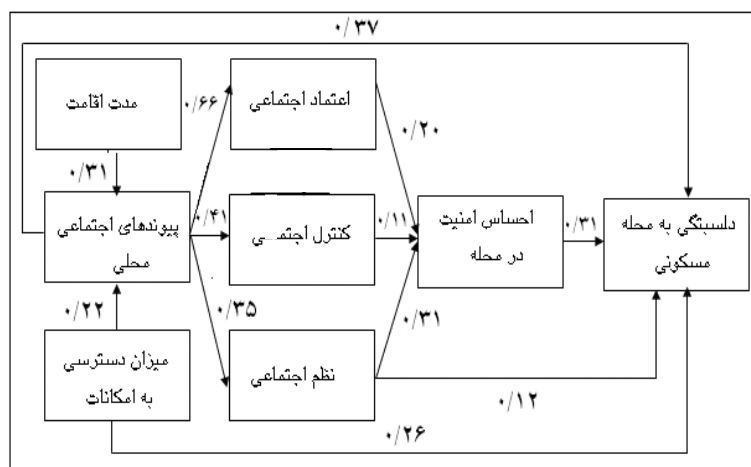 ۰/۳۷
مدت اقامت
۰/۶۶
اعتماد اجتماعی
۰/۲۰
۰/۳۱
پیوندهای اجتماعی
محلی
۰/۴۱
کنترل اجتمـــی
۰/۱۱
احساس امنیت
در محله
۰/۳۱
دلسبتگی به محله
مسکونی
۰/۲۲
۰/۳۵
۰/۳۱
میزان دسترسی
به امکانات
نظم اجتماعی
۰/۱۲
۰/۲۶